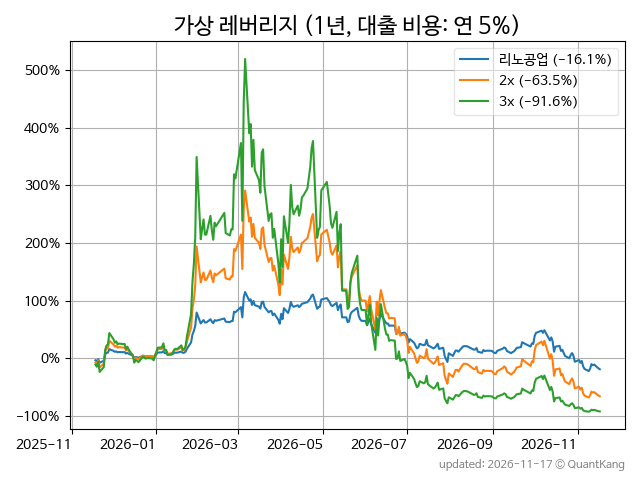 가상 레버리지 (1년, 대출 비용: 연 5%)
리노공업 (-16.1%)
2x (-63.5%)
3x (-91.6%)
500%
400%
300%
200%
100%
0%
-100%
2025-11 2026-01 2026-03 2026-05 2026-07 2026-09 2026-11
updated: 2026-11-17 © QuantKang